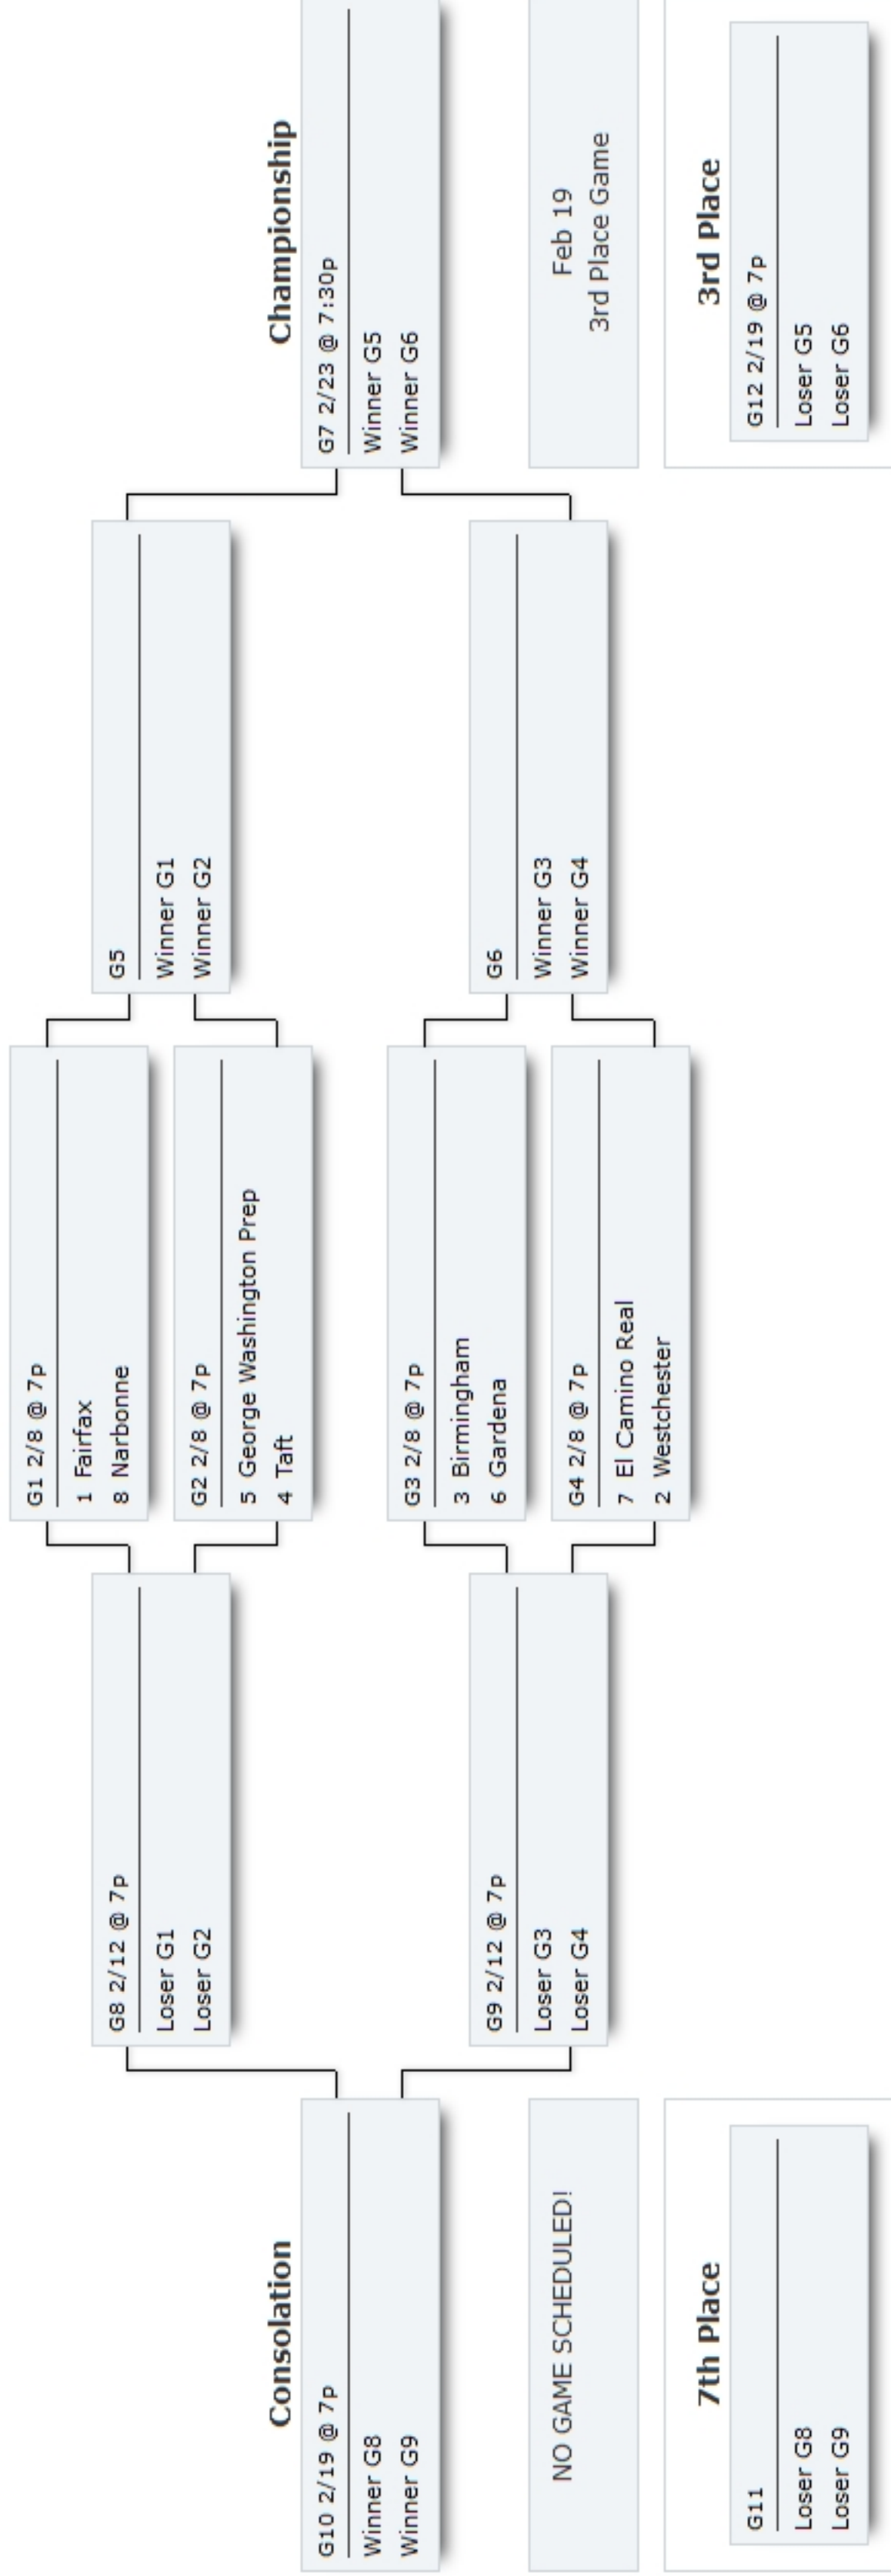 Consolation
G10 2/19 @ 7p
Winner G8
Winner G9
NO GAME SCHEDULED!
7th Place
G11
Loser G8
Loser G9
G8 2/12 @ 7p
Loser G1
Loser G2
G9 2/12 @ 7p
Loser G3
Loser G4
G1 2/8 @ 7p
1 Fairfax
8 Narbonne
G2 2/8 @ 7p
5 George Washington Prep
4 Taft
G3 2/8 @ 7p
3 Birmingham
6 Gardena
G4 2/8 @ 7p
7 El Camino Real
2 Westchester
G5
Winner G1
Winner G2
G6
Winner G3
Winner G4
Championship
G7 2/23 @ 7:30p
Winner G5
Winner G6
Feb 19
3rd Place Game
3rd Place
G12 2/19 @ 7p
Loser G5
Loser G6